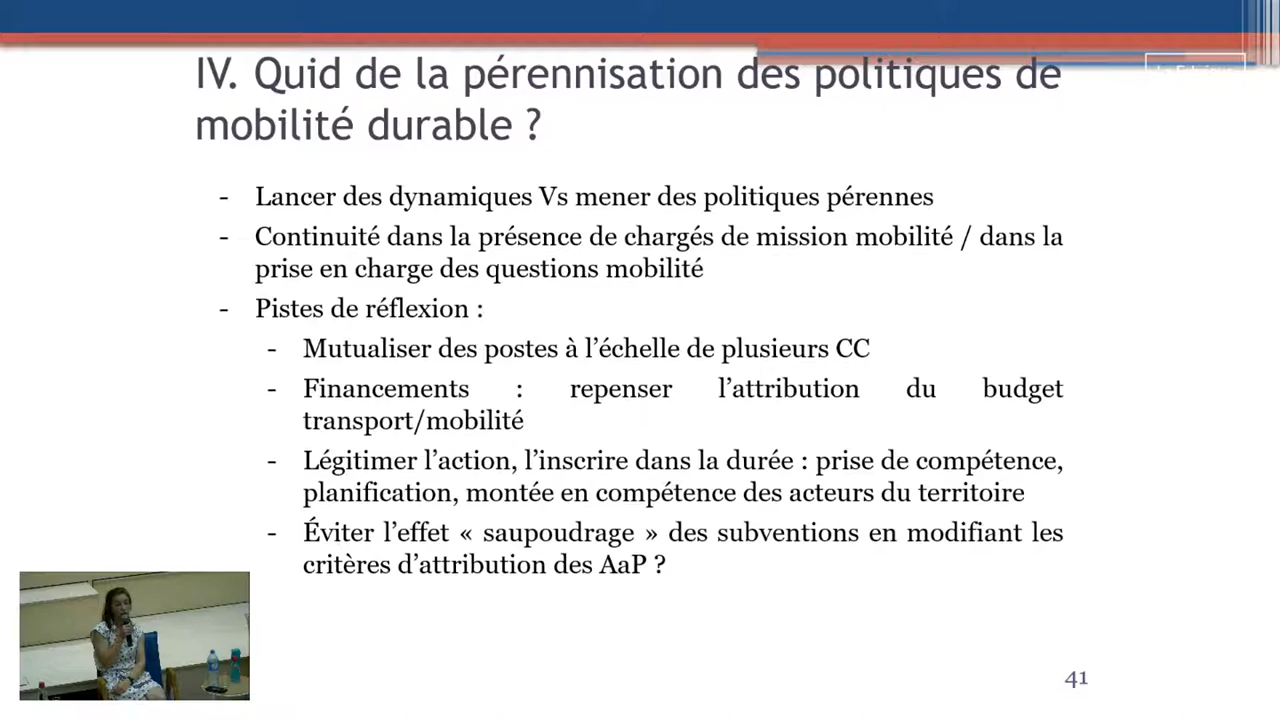 IV. Quid de la pérennisation des politiques de
mobilité durable ?
- Lancer des dynamiques Vs mener des politiques pérennes
- Continuité dans la présence de chargés de mission mobilité / dans la
prise en charge des questions mobilité
- Pistes de réflexion :
- Mutualiser des postes à l’échelle de plusieurs CC
- Financements : repenser l’attribution du budget
transport/mobilité
- Légitimer l’action, l’inscrire dans la durée : prise de compétence,
planification, montée en compétence des acteurs du territoire
- Éviter l’effet « saupoudrage » des subventions en modifiant les
critères d’attribution des AaP ?
41